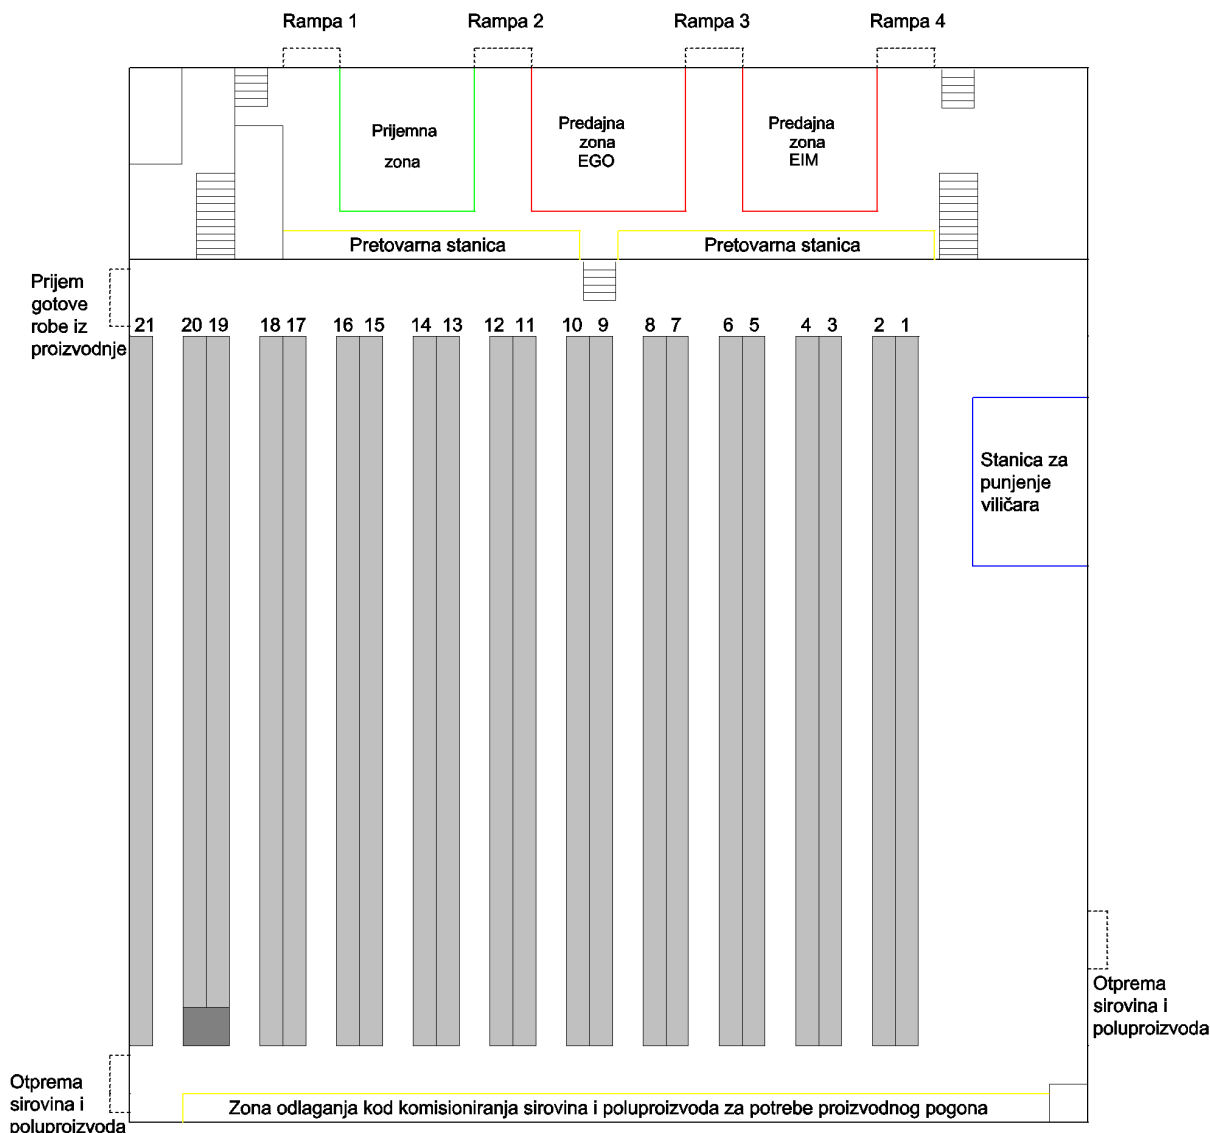 Rampa 1
Rampa 2
Rampa 3
Rampa 4
Prijemna
zona
Predajna
zona
EGO
Predajna
zona
EIM
Pretovarna stanica
Pretovarna stanica
Prijem
gotove
robe iz
proizvodnje
21 20 19 18 17 16 15 14 13 12 11 10 9 8 7 6 5 4 3 2 1
Stanica za
punjenje
viličara
Otprema
sirovina i
poluproizvoda
Otprema
sirovina i
poluproizvoda
Zona odlaganja kod komisioniranja sirovina i poluproizvoda za potrebe proizvodnog pogona